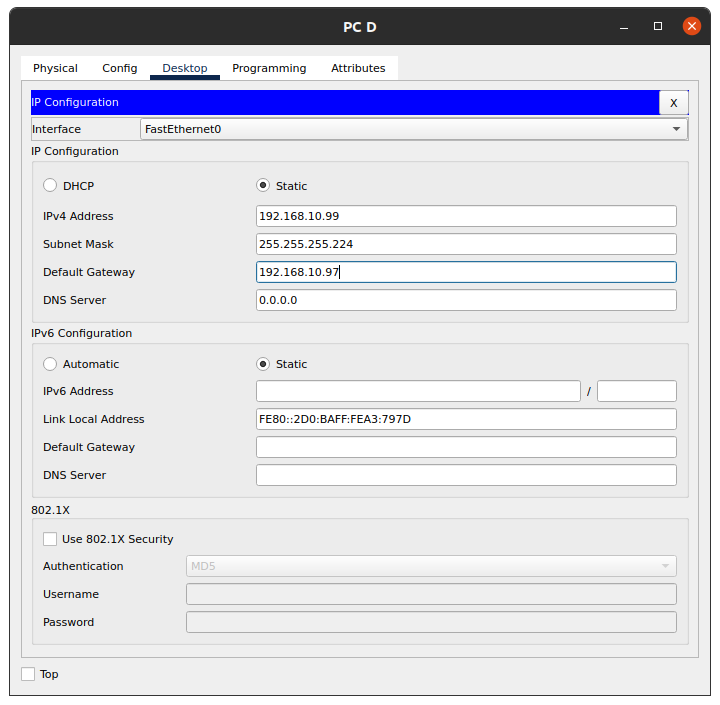 PC D
Physical Config Desktop Programming Attributes
IP Configuration X
Interface FastEthernet0
IP Configuration
DHCP Static
IPv4 Address 192.168.10.99
Subnet Mask 255.255.255.224
Default Gateway 192.168.10.97
DNS Server 0.0.0.0
IPv6 Configuration
Automatic Static
IPv6 Address /
Link Local Address FE80::2D0:BAFF:FEA3:797D
Default Gateway
DNS Server
802.1X
Use 802.1X Security
Authentication MD5
Username
Password
Top